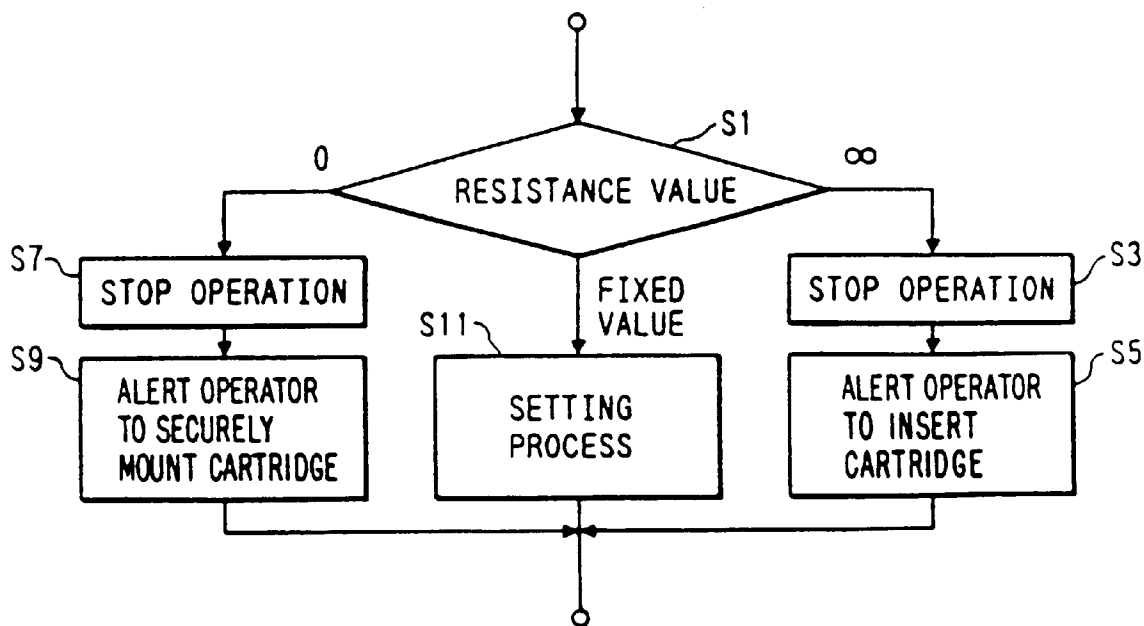 S1
0
∞
RESISTANCE VALUE
S7
STOP OPERATION
FIXED
VALUE
S3
STOP OPERATION
S9
ALERT OPERATOR
TO SECURELY
MOUNT CARTRIDGE
S11
SETTING
PROCESS
S5
ALERT OPERATOR
TO INSERT
CARTRIDGE